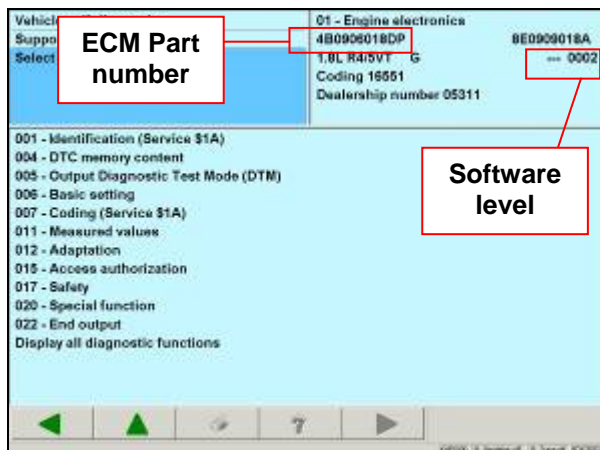 Vehicl
Suppo
Select
ECM Part
number
01 - Engine electronics
4B0906018DP 8E0909018A
1.8L R4/5VT G --- 0002
Coding 16551
Dealership number 05311
Software
level
001 - Identification (Service $1A)
004 - DTC memory content
005 - Output Diagnostic Test Mode (DTM)
006 - Basic setting
007 - Coding (Service $1A)
011 - Measured values
012 - Adaptation
015 - Access authorization
017 - Safety
020 - Special function
022 - End output
Display all diagnostic functions
?